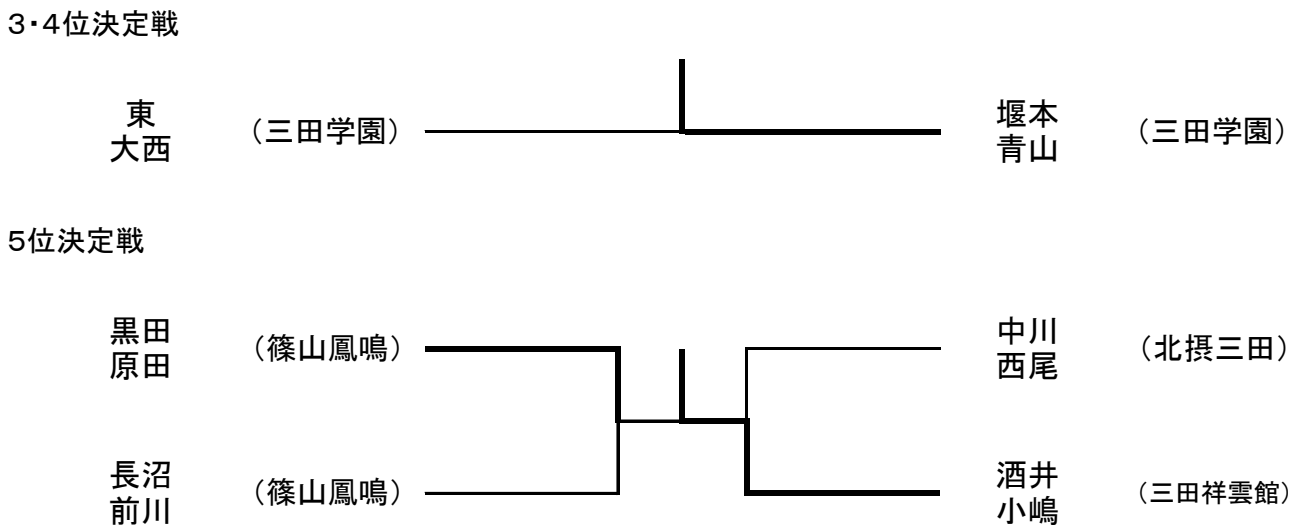 3・4位決定戦
東
大西
（三田学園）
堰本
青山
（三田学園）
5位決定戦
黒田
原田
（篠山鳳鳴）
中川
西尾
（北摂三田）
長沼
前川
（篠山鳳鳴）
酒井
小嶋
（三田祥雲館）